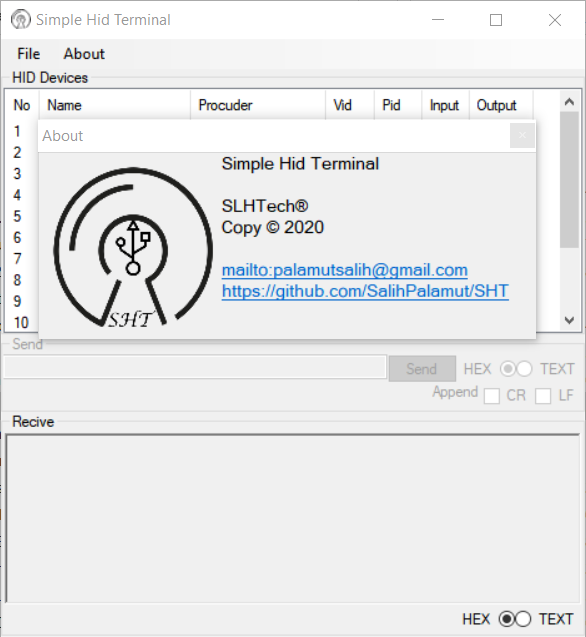 Simple Hid Terminal
File About
HID Devices
No Name Procuder Vid Pid Input Output
1
2
3
4
5
6
7
8
9
10
About
Simple Hid Terminal
SLHTech®
Copy © 2020
mailto:palamutsalih@gmail.com
https://github.com/SalihPalamut/SHT
SHT
Send
Send HEX TEXT
Append CR LF
Recive
HEX TEXT